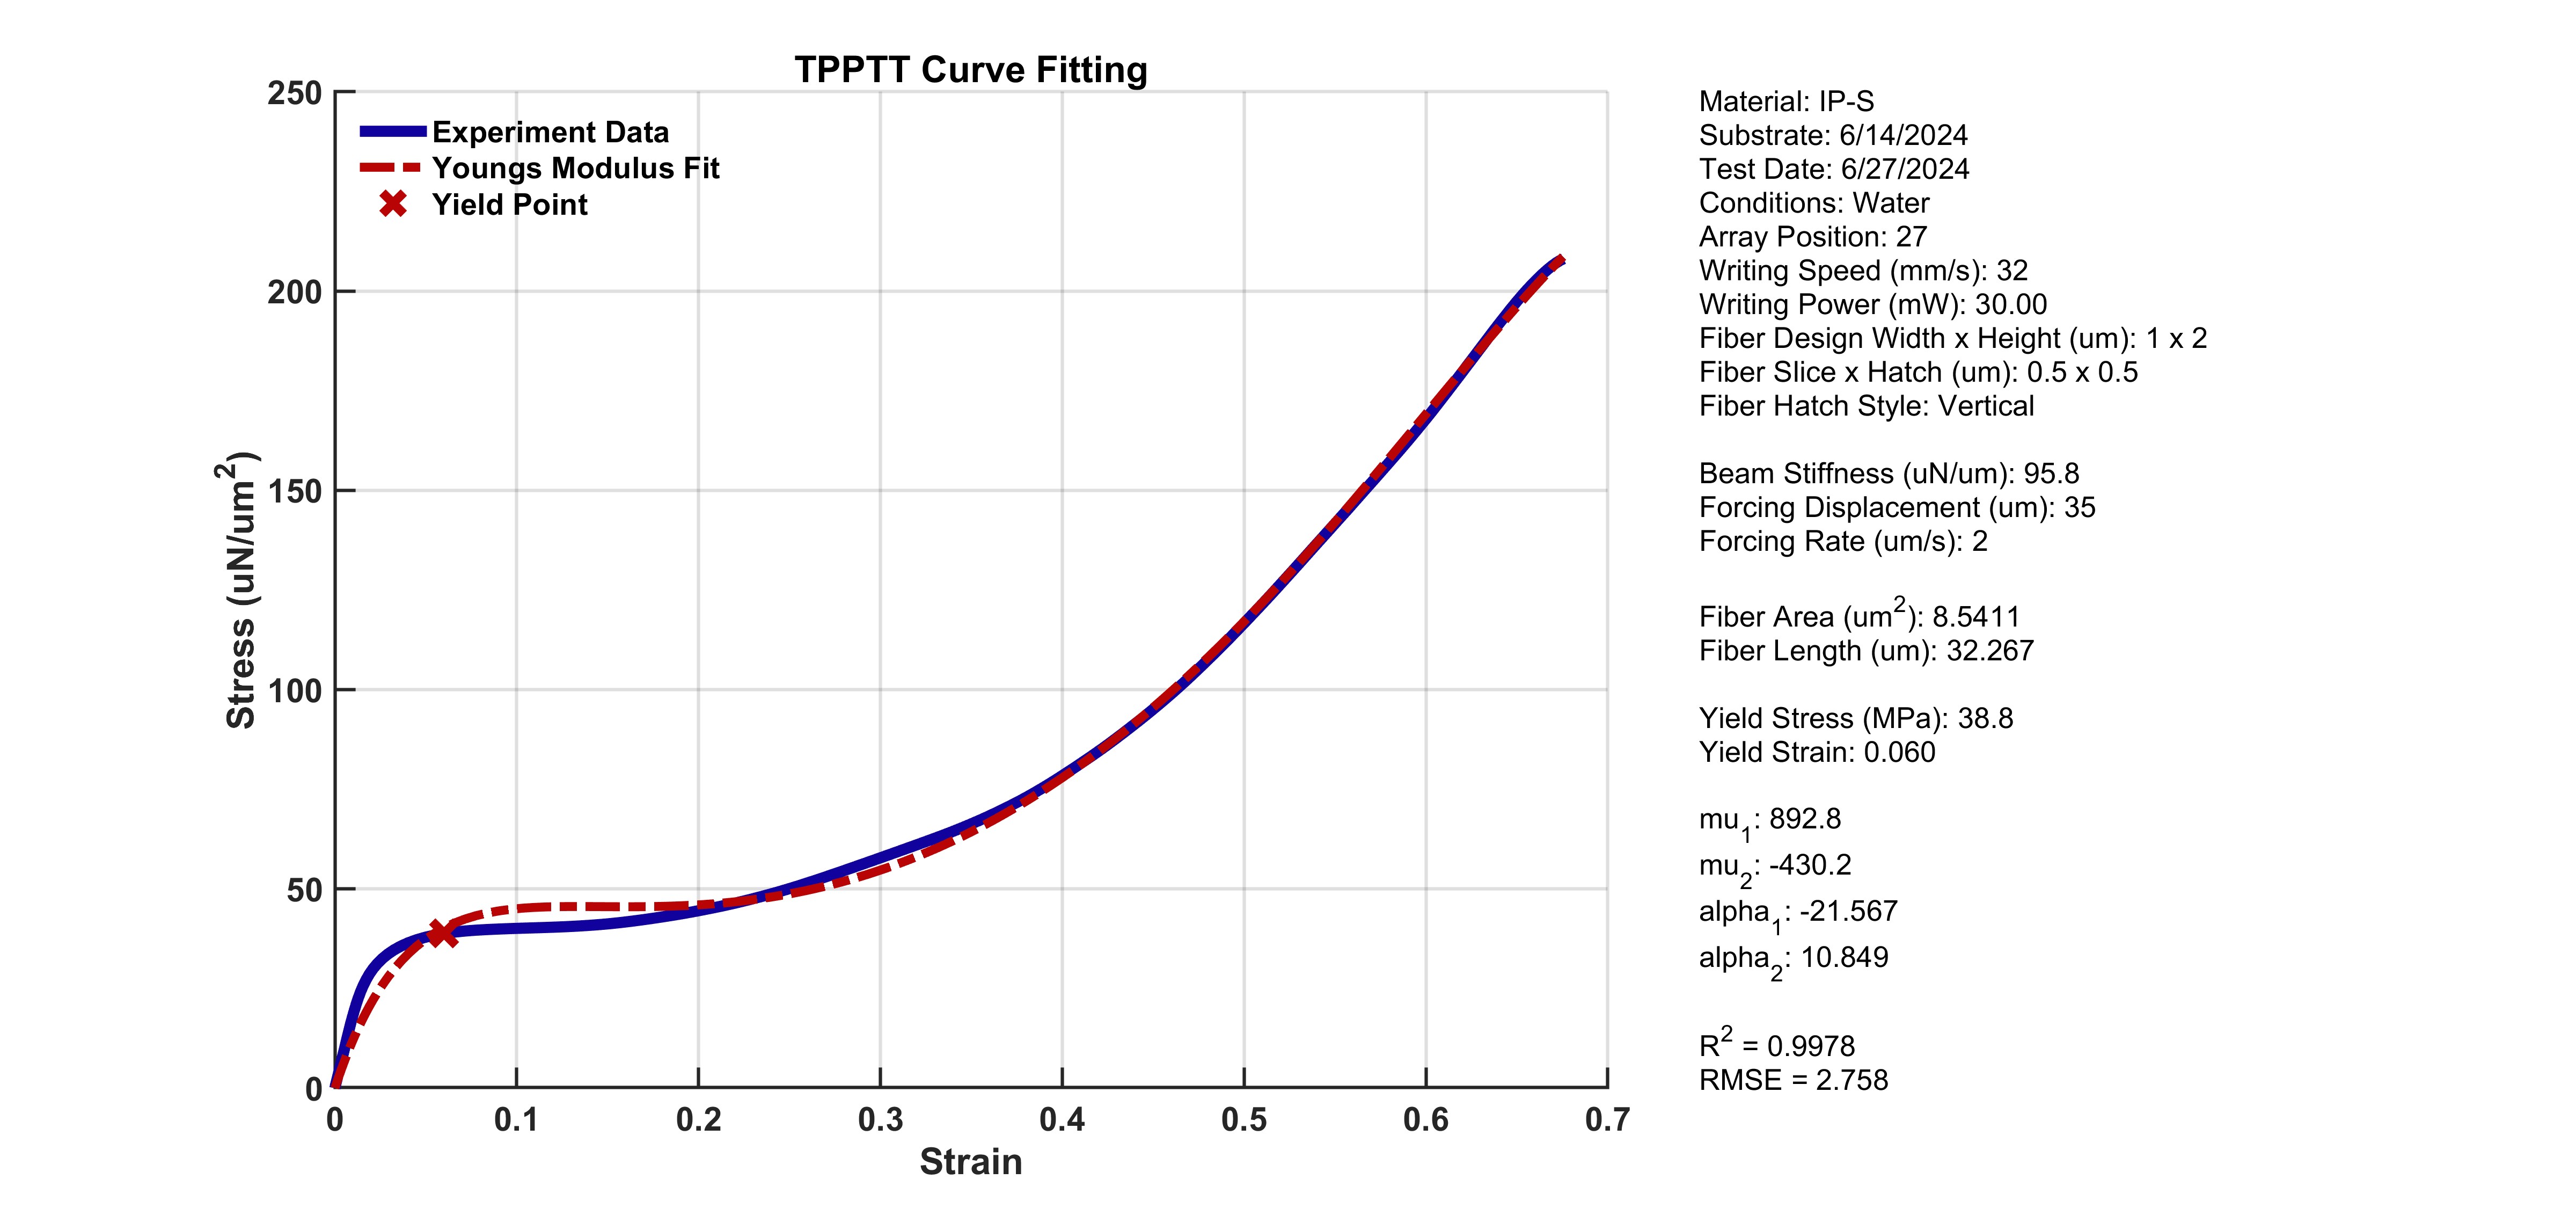 TPPTT Curve Fitting
250
200
150
100
50
0
Stress (uN/um²)
Experiment Data
Youngs Modulus Fit
Yield Point
0 0.1 0.2 0.3 0.4 0.5 0.6 0.7
Strain
Material: IP-S
Substrate: 6/14/2024
Test Date: 6/27/2024
Conditions: Water
Array Position: 27
Writing Speed (mm/s): 32
Writing Power (mW): 30.00
Fiber Design Width x Height (um): 1 x 2
Fiber Slice x Hatch (um): 0.5 x 0.5
Fiber Hatch Style: Vertical
Beam Stiffness (uN/um): 95.8
Forcing Displacement (um): 35
Forcing Rate (um/s): 2
Fiber Area (um²): 8.5411
Fiber Length (um): 32.267
Yield Stress (MPa): 38.8
Yield Strain: 0.060
mu₁: 892.8
mu₂: -430.2
alpha₁: -21.567
alpha₂: 10.849
R² = 0.9978
RMSE = 2.758